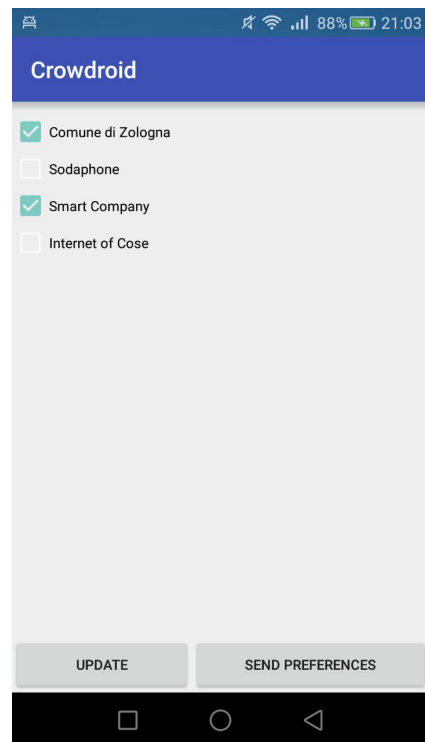 88% 21:03
Crowdroid
Comune di Zologna
Sodaphone
Smart Company
Internet of Cose
UPDATE SEND PREFERENCES